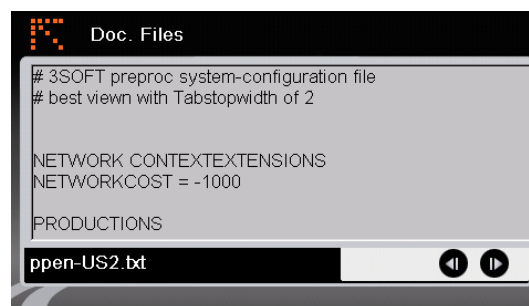 Doc. Files
# 3SOFT preproc system-configuration file
# best viewn with Tabstopwidth of 2
NETWORK CONTEXTEXTENSIONS
NETWORKCOST = -1000
PRODUCTIONS
ppen-US2.txt